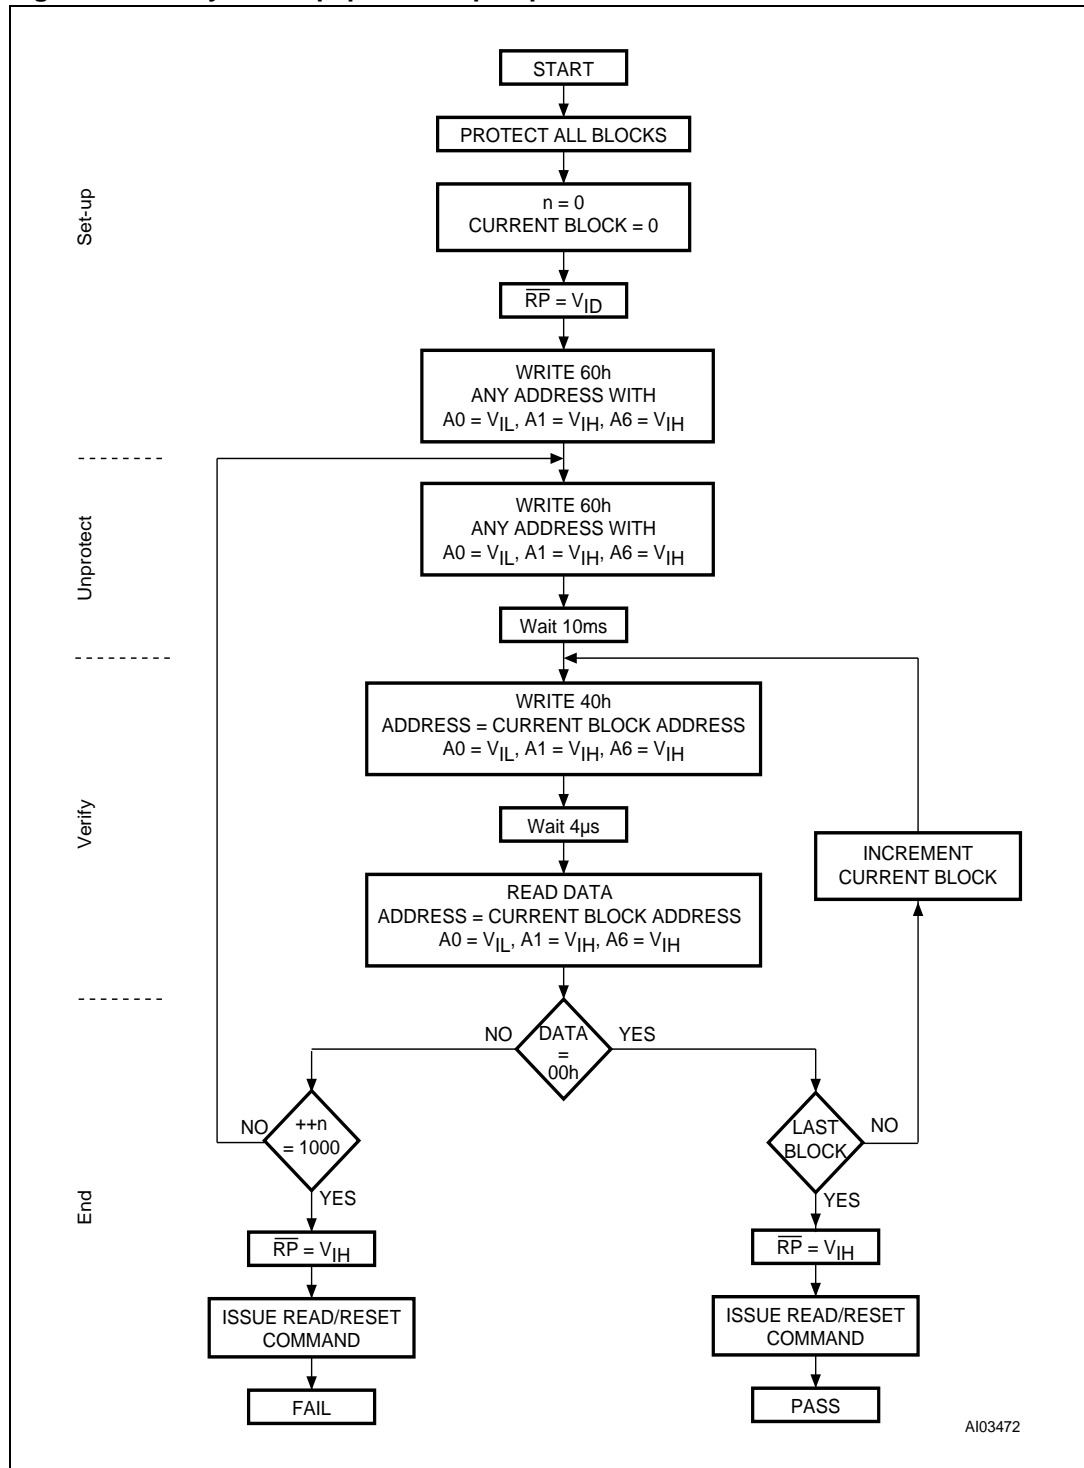 START
PROTECT ALL BLOCKS
n = 0
CURRENT BLOCK = 0
Set-up
RP = VID
WRITE 60h
ANY ADDRESS WITH
A0 = VIL, A1 = VIH, A6 = VIH
WRITE 60h
ANY ADDRESS WITH
A0 = VIL, A1 = VIH, A6 = VIH
Unprotect
Wait 10ms
WRITE 40h
ADDRESS = CURRENT BLOCK ADDRESS
A0 = VIL, A1 = VIH, A6 = VIH
Verify
Wait 4µs
INCREMENT
CURRENT BLOCK
READ DATA
ADDRESS = CURRENT BLOCK ADDRESS
A0 = VIL, A1 = VIH, A6 = VIH
NO
DATA
=
00h
YES
NO
++n
= 1000
LAST
BLOCK
NO
YES
YES
End
RP = VIH
RP = VIH
ISSUE READ/RESET
COMMAND
ISSUE READ/RESET
COMMAND
FAIL
PASS
AI03472